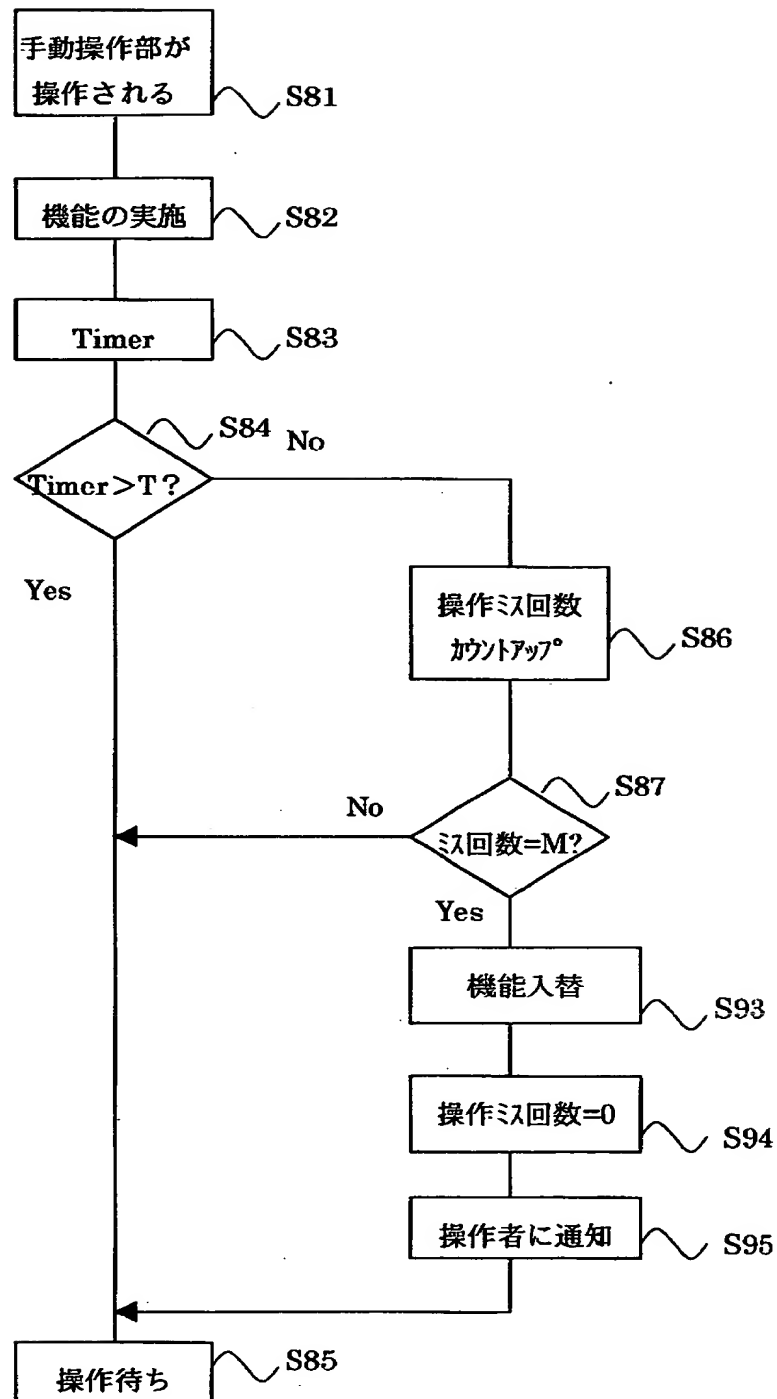 手動操作部が
操作される
S81
機能の実施
S82
Timer
S83
S84
No
Timer＞T？
Yes
操作ﾐｽ回数
ｶｳﾝﾄｱｯﾌﾟ
S86
S87
No
ﾐｽ回数=M?
Yes
機能入替
S93
操作ﾐｽ回数=0
S94
操作者に通知
S95
操作待ち
S85